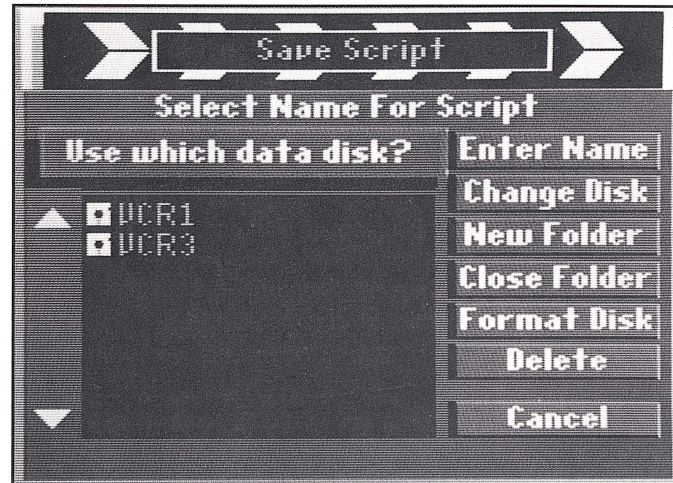 Save Script
Select Name For Script
Use which data disk?
VCR1
VCR3
Enter Name
Change Disk
New Folder
Close Folder
Format Disk
Delete
Cancel